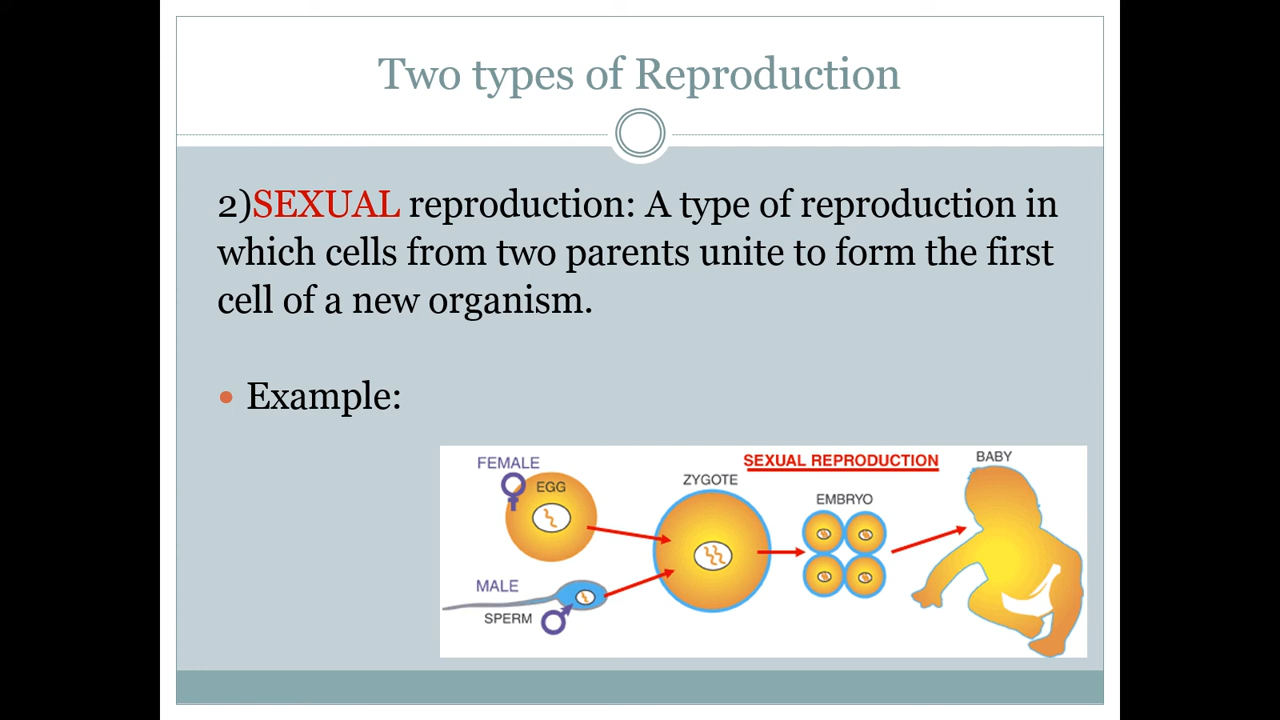 Two types of Reproduction
2)SEXUAL reproduction: A type of reproduction in
which cells from two parents unite to form the first
cell of a new organism.
• Example:
SEXUAL REPRODUCTION
FEMALE
EGG
MALE
SPERM
ZYGOTE
EMBRYO
BABY